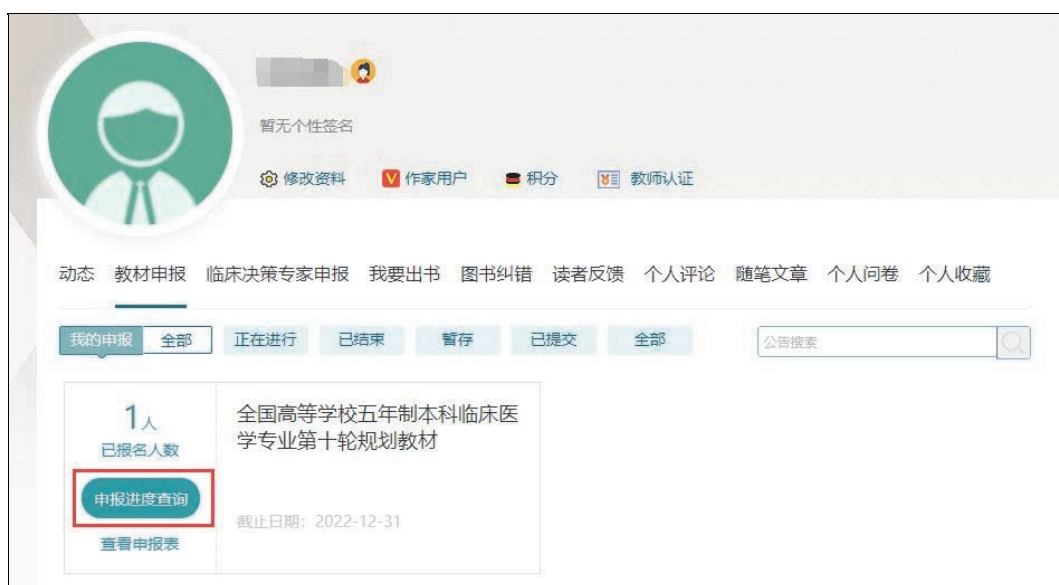 暂无个性签名
修改资料 V 作家用户 积分 教师认证
动态 教材申报 临床决策专家申报 我要出书 图书纠错 读者反馈 个人评论 随笔文章 个人问卷 个人收藏
我的申报 全部 正在进行 已结束 暂存 已提交 全部 公告搜索
1人
已报名人数
申报进度查询
查看申报表
全国高等学校五年制本科临床医
学专业第十轮规划教材
截止日期：2022-12-31